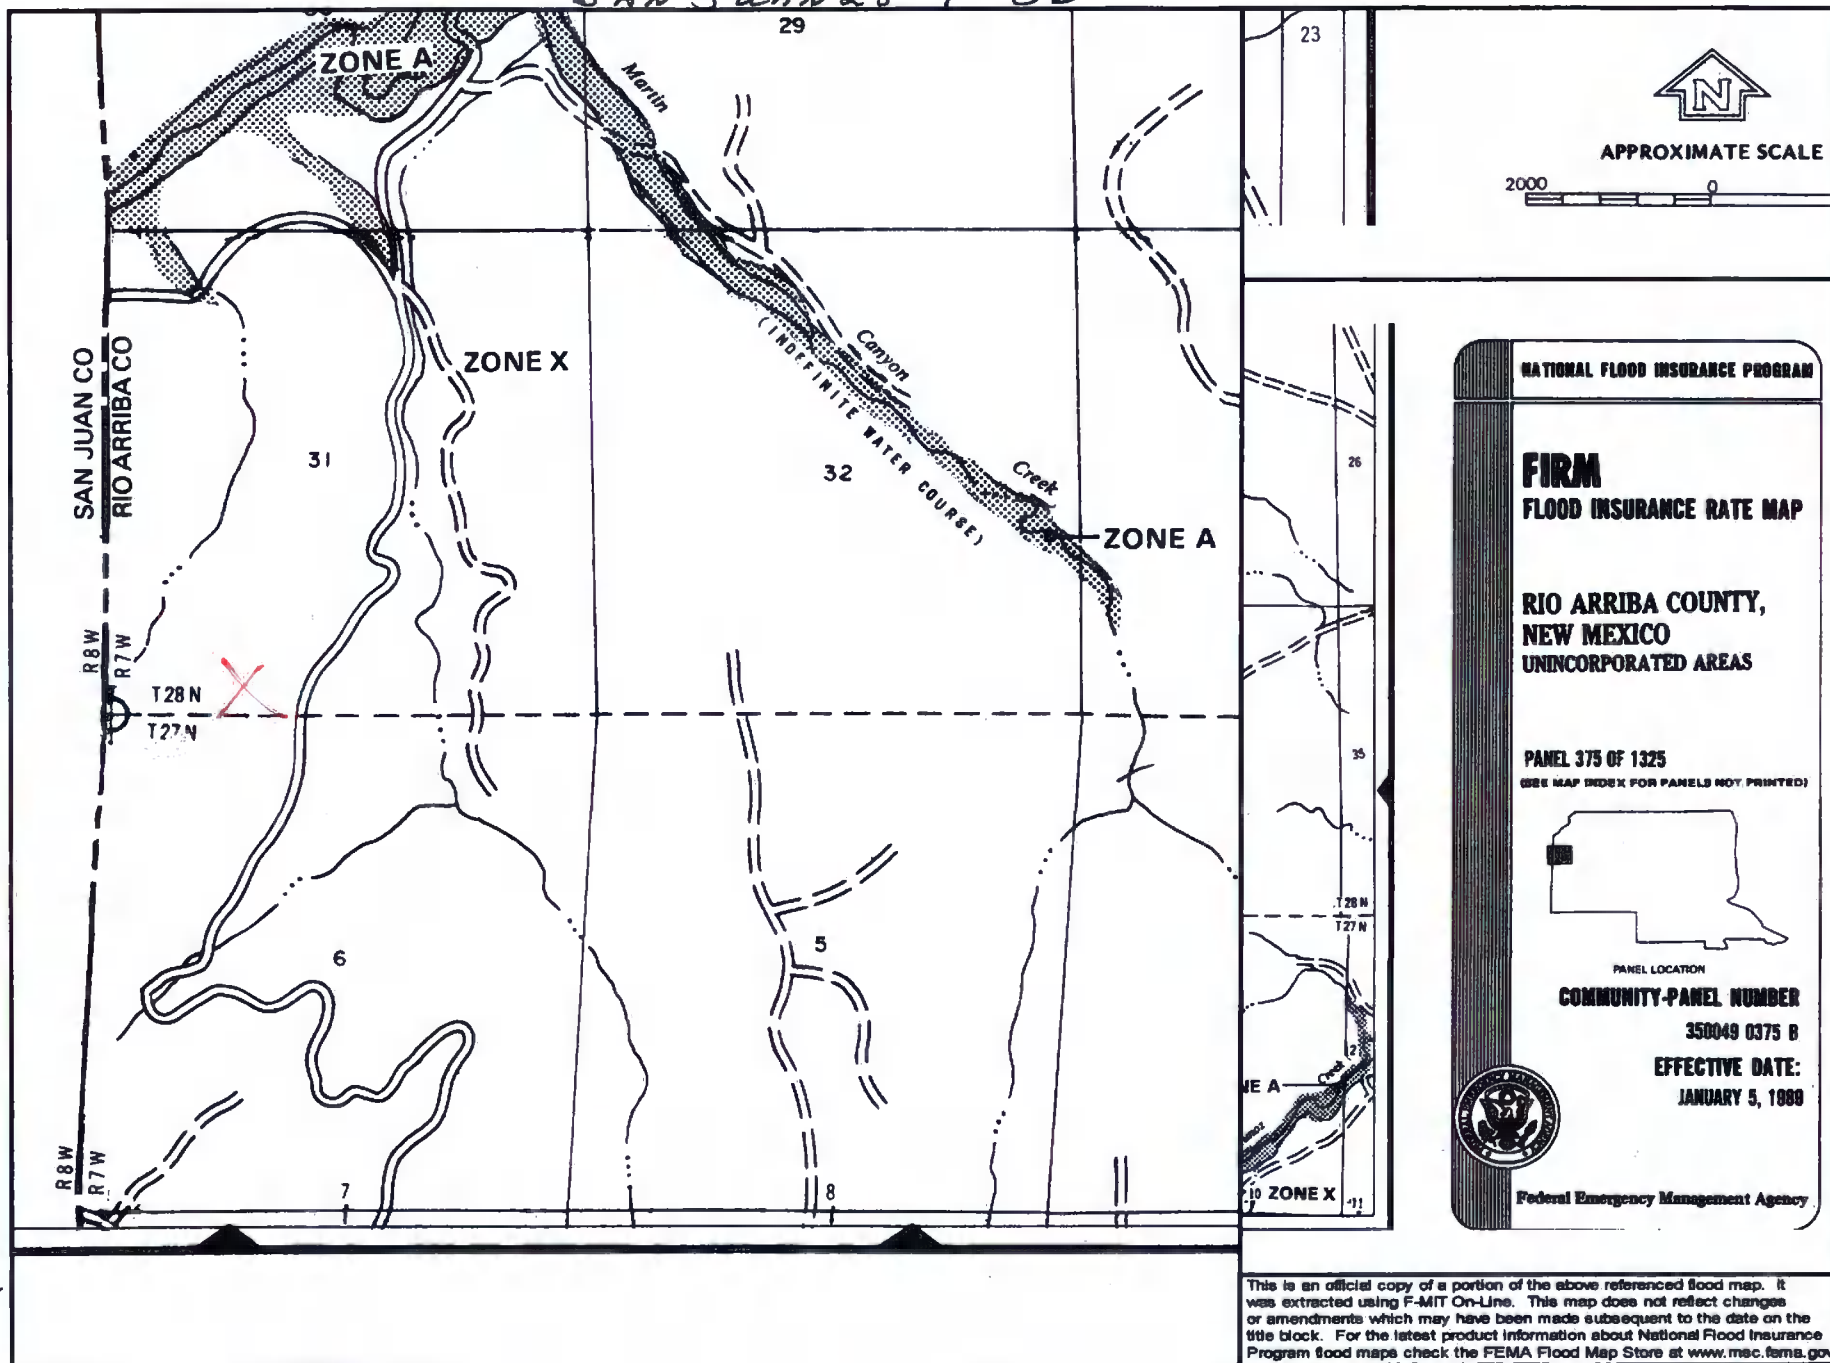 29
ZONE A
Martin
23
N
APPROXIMATE SCALE
2000 0
SAN JUAN CO
RIO ARRIBA CO
ZONE X
Canyon
(INDEFINITE WATER COURSE)
31
32
Creek
ZONE A
26
R8W
R7W
T28N
T27N
X
35
T28N
T27N
6
5
2
NE A
Creek
R8W
R7W
7
8
10 ZONE X 11
NATIONAL FLOOD INSURANCE PROGRAM
FIRM
FLOOD INSURANCE RATE MAP
RIO ARRIBA COUNTY,
NEW MEXICO
UNINCORPORATED AREAS
PANEL 375 OF 1325
(SEE MAP INDEX FOR PANELS NOT PRINTED)
PANEL LOCATION
COMMUNITY-PANEL NUMBER
350049 0375 B
EFFECTIVE DATE:
JANUARY 5, 1989
Federal Emergency Management Agency
This is an official copy of a portion of the above referenced flood map. It
was extracted using F-MIT On-Line. This map does not reflect changes
or amendments which may have been made subsequent to the date on the
title block. For the latest product information about National Flood Insurance
Program flood maps check the FEMA Flood Map Store at www.msc.fema.gov